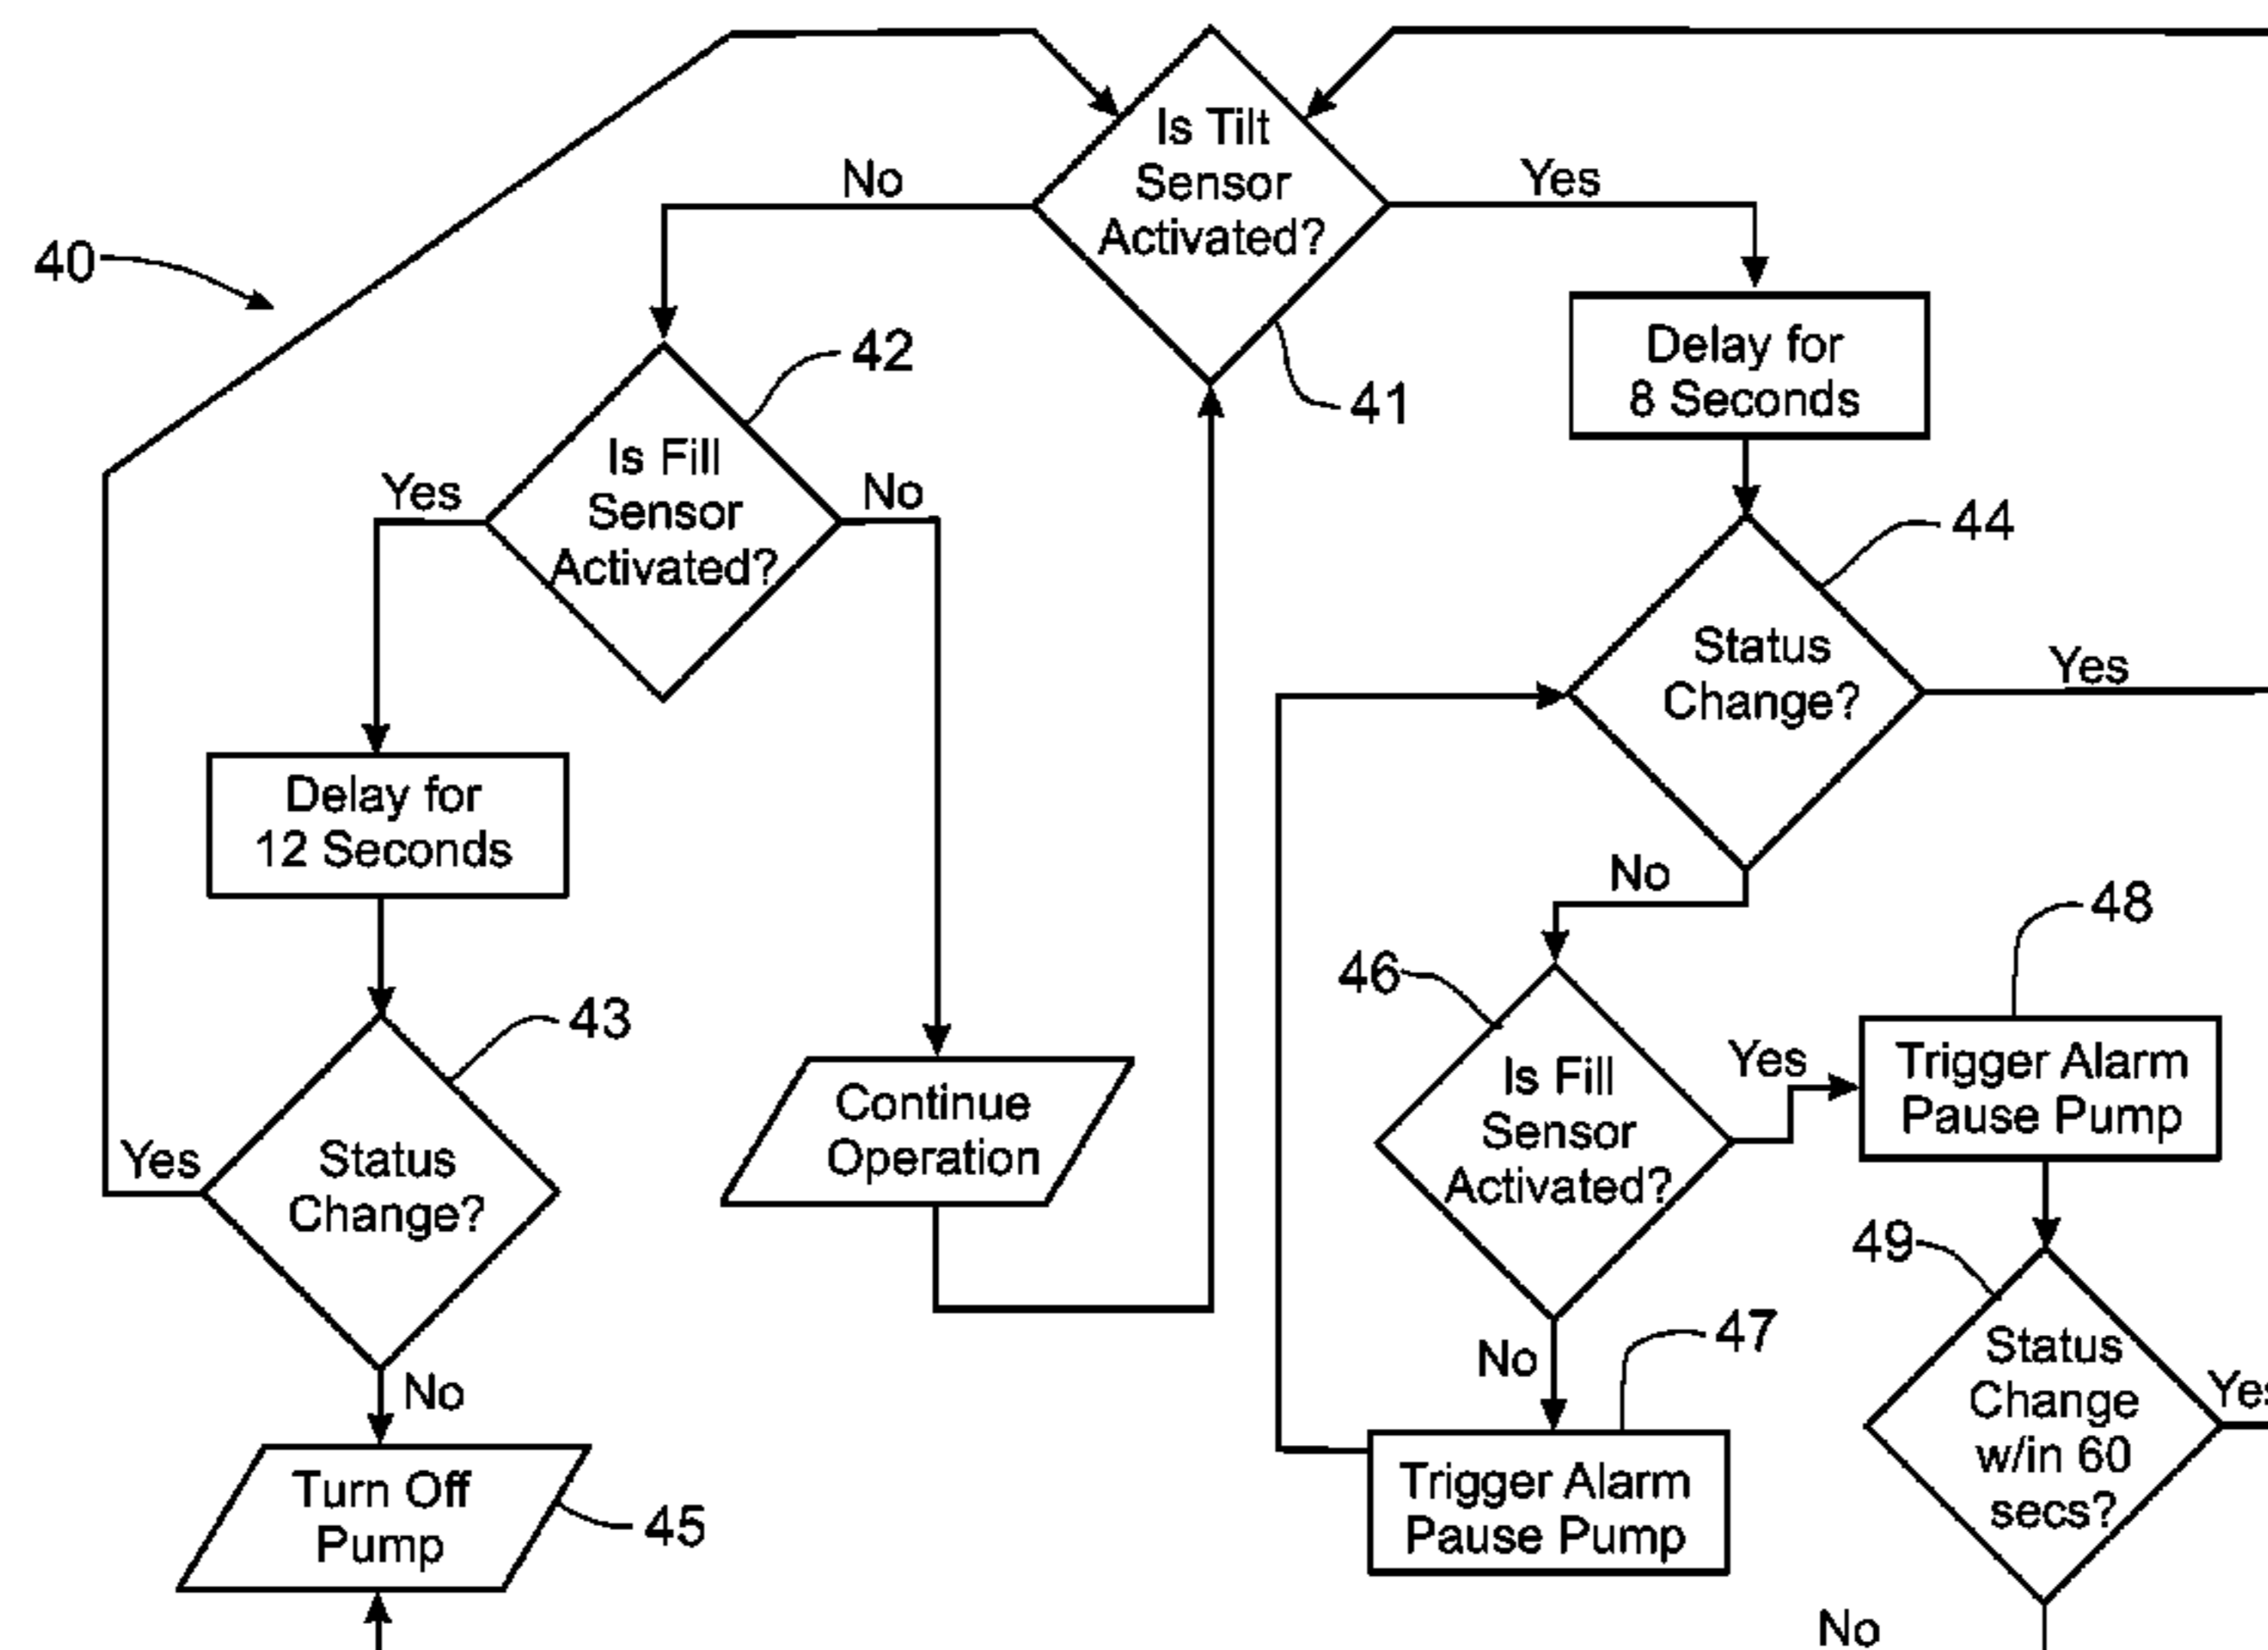 40
Is Tilt
Sensor
Activated?
41
No
Yes
42
Is Fill
Sensor
Activated?
Yes
No
Delay for
8 Seconds
44
Status
Change?
Yes
No
Delay for
12 Seconds
43
Status
Change?
Yes
No
Continue
Operation
46
Is Fill
Sensor
Activated?
Yes
No
48
Trigger Alarm
Pause Pump
47
Trigger Alarm
Pause Pump
49
Status
Change
w/in 60
secs?
Yes
No
Turn Off
Pump
45